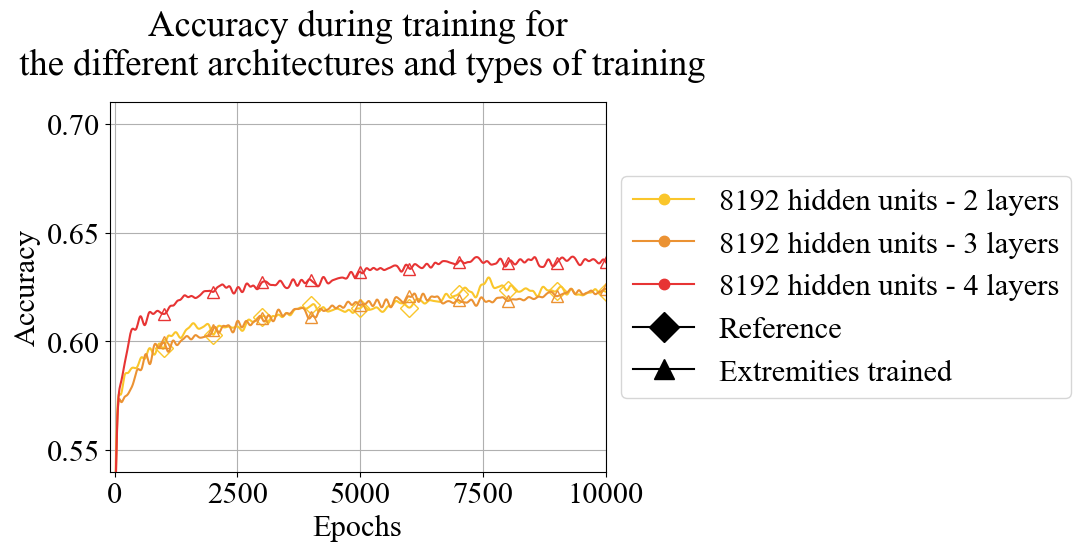 Accuracy during training for
the different architectures and types of training
0.70
0.65
0.60
0.55
Accuracy
0
2500
5000
7500
10000
Epochs
8192 hidden units - 2 layers
8192 hidden units - 3 layers
8192 hidden units - 4 layers
Reference
Extremities trained